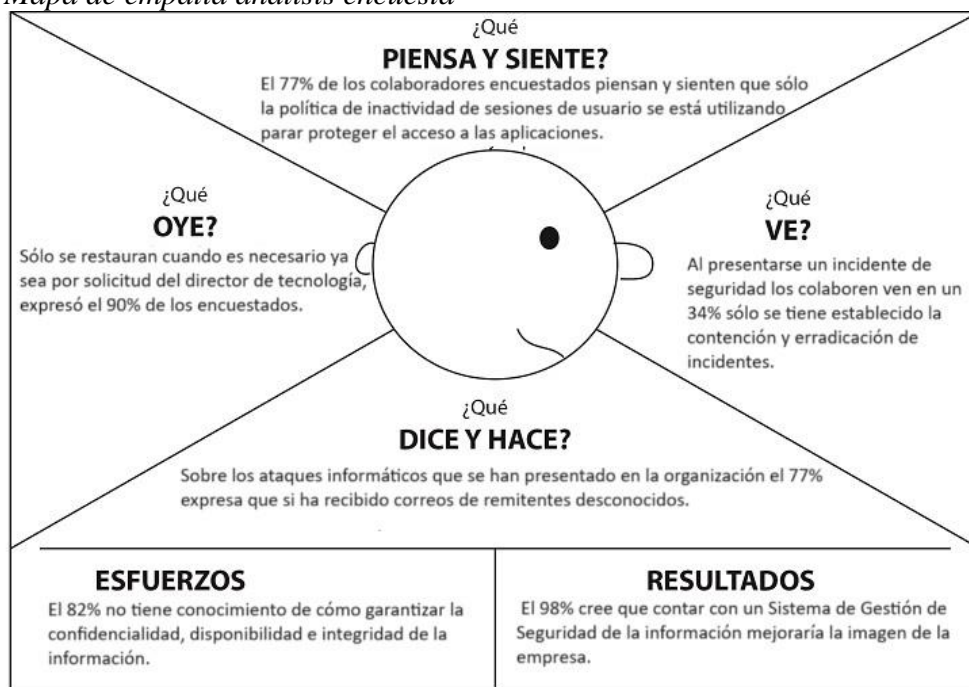 Mapa de empatía análisis encuesta
¿Qué
PIENSA Y SIENTE?
El 77% de los colaboradores encuestados piensan y sienten que sólo
la política de inactividad de sesiones de usuario se está utilizando
parar proteger el acceso a las aplicaciones.
¿Qué
OYE?
Sólo se restauran cuando es necesario ya
sea por solicitud del director de tecnología,
expresó el 90% de los encuestados.
¿Qué
VE?
Al presentarse un incidente de
seguridad los colaboren ven en un
34% sólo se tiene establecido la
contención y erradicación de
incidentes.
¿Qué
DICE Y HACE?
Sobre los ataques informáticos que se han presentado en la organización el 77%
expresa que si ha recibido correos de remitentes desconocidos.
ESFUERZOS
El 82% no tiene conocimiento de cómo garantizar la
confidencialidad, disponibilidad e integridad de la
información.
RESULTADOS
El 98% cree que contar con un Sistema de Gestión de
Seguridad de la información mejoraría la imagen de la
empresa.